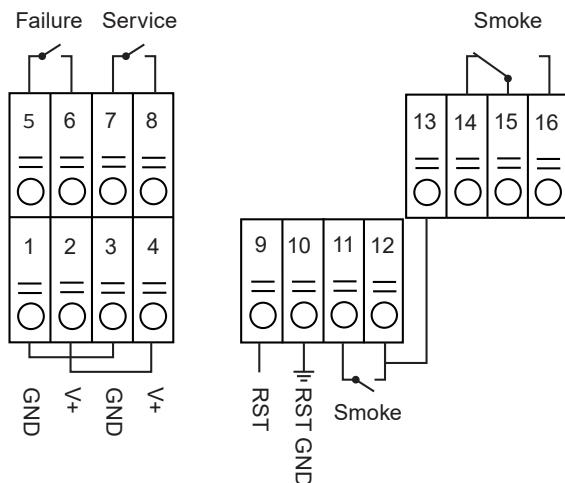 Failure Service
Smoke
5 6 7 8
13 14 15 16
1 2 3 4
9 10 11 12
GND V+ GND V+
RST RST GND
Smoke